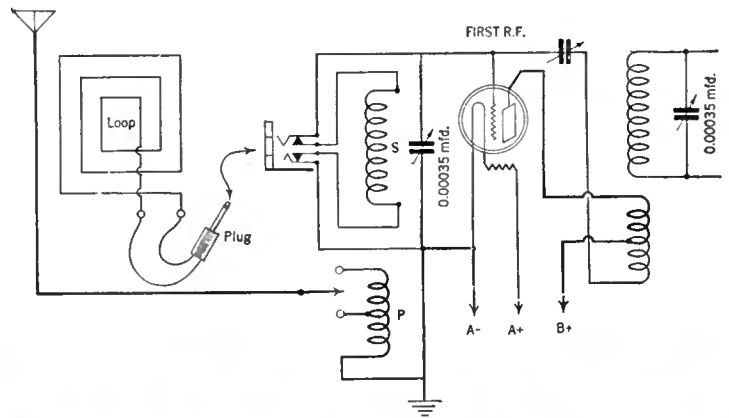 FIRST R.F.
Loop
Plug
S
0.00035 mfd.
0.00035 mfd.
P
A-
A+
B+